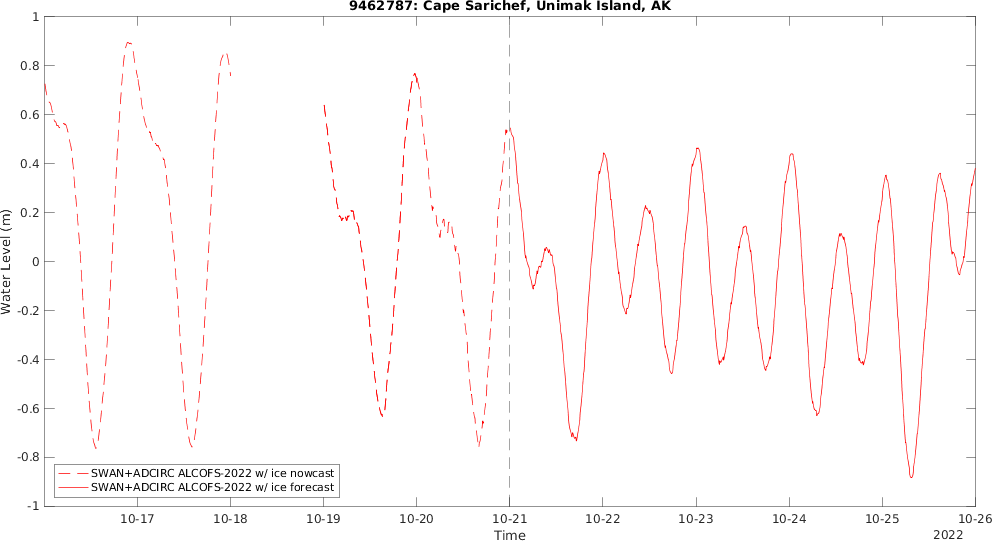 9462787: Cape Sarichef, Unimak Island, AK
1
0.8
0.6
0.4
0.2
0
-0.2
-0.4
-0.6
-0.8
-1
Water Level (m)
SWAN+ADCIRC ALCOFS-2022 w/ ice nowcast
SWAN+ADCIRC ALCOFS-2022 w/ ice forecast
10-17 10-18 10-19 10-20 10-21 10-22 10-23 10-24 10-25 10-26
Time
2022